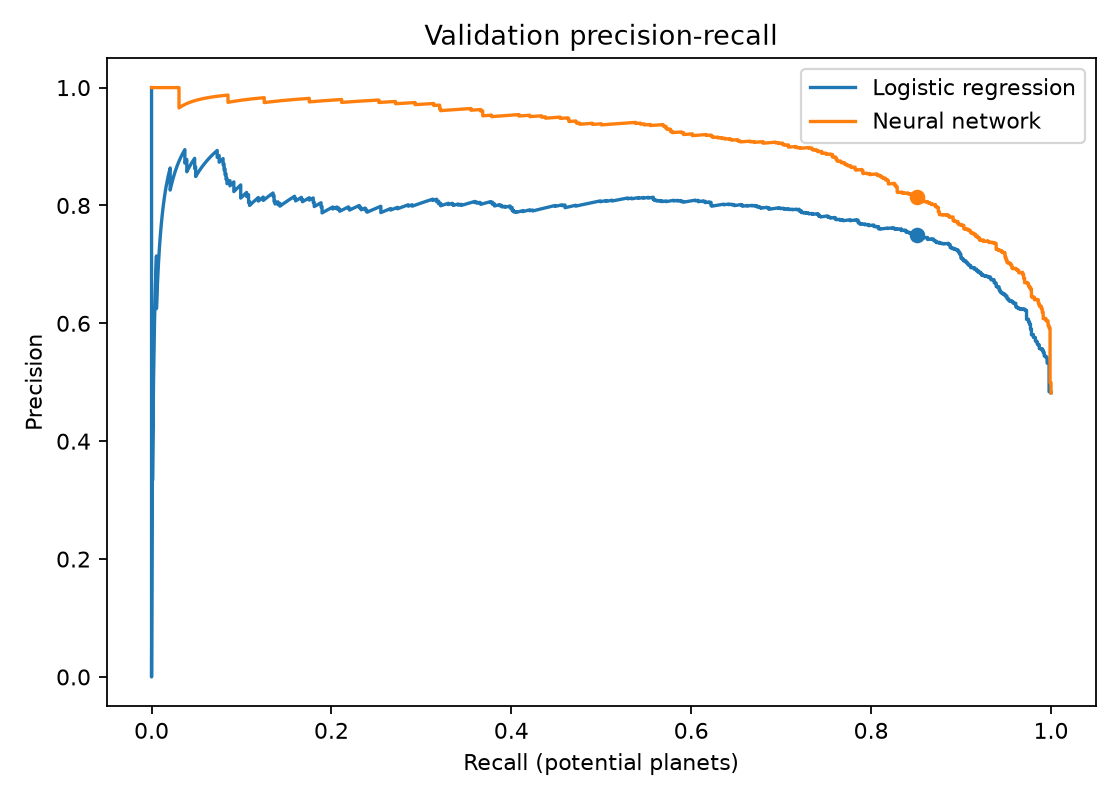 Validation precision-recall
Logistic regression
Neural network
1.0
0.8
0.6
0.4
0.2
0.0
Precision
0.0 0.2 0.4 0.6 0.8 1.0
Recall (potential planets)